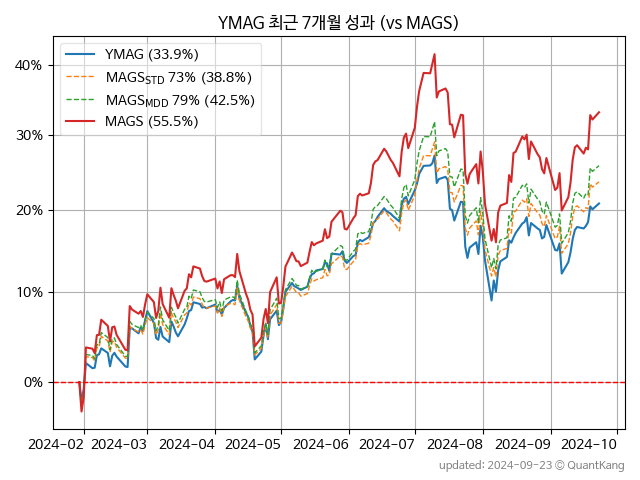 YMAG 최근 7개월 성과 (vs MAGS)
YMAG (33.9%)
MAGS_STD 73% (38.8%)
MAGS_MDD 79% (42.5%)
MAGS (55.5%)
40%
30%
20%
10%
0%
2024-02 2024-03 2024-04 2024-05 2024-06 2024-07 2024-08 2024-09 2024-10
updated: 2024-09-23 © QuantKang